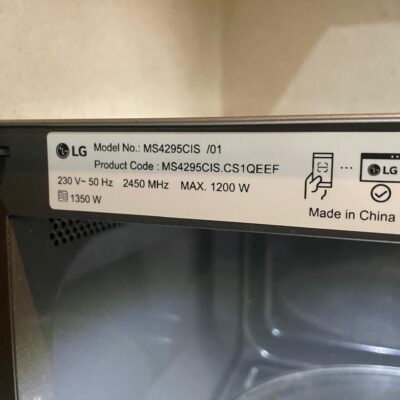 LG Model No.: MS4295CIS /01
Product Code : MS4295CIS.CS1QEEF
230 V~ 50 Hz 2450 MHz MAX. 1200 W
1350 W
LG
Made in China